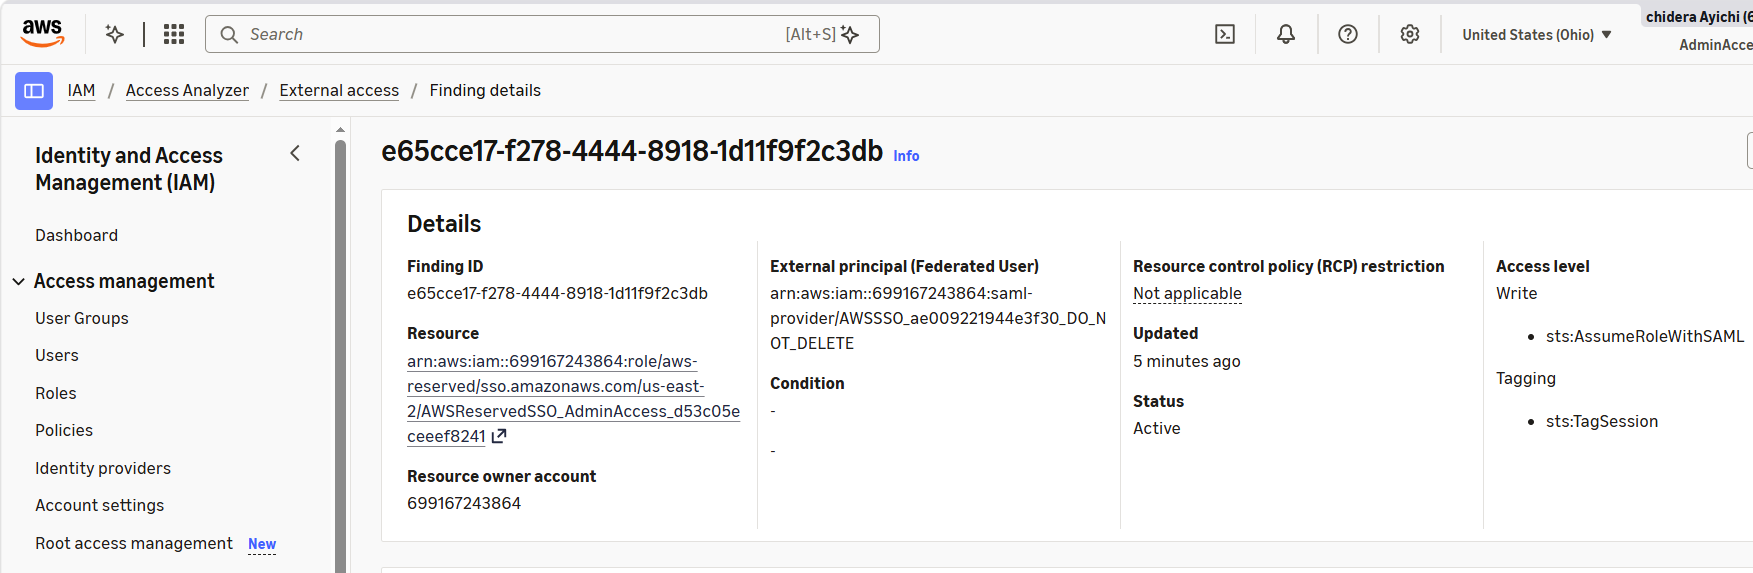 aws
Search
[Alt+S]
United States (Ohio)
chidera Ayichi (
AdminAcce
IAM / Access Analyzer / External access / Finding details
Identity and Access
Management (IAM)
Dashboard
Access management
User Groups
Users
Roles
Policies
Identity providers
Account settings
Root access management New
e65cce17-f278-4444-8918-1d11f9f2c3db Info
Details
Finding ID
e65cce17-f278-4444-8918-1d11f9f2c3db
Resource
arn:aws:iam::699167243864:role/aws-
reserved/sso.amazonaws.com/us-east-
2/AWSReservedSSO_AdminAccess_d53c05e
ceeef8241
Resource owner account
699167243864
External principal (Federated User)
arn:aws:iam::699167243864:saml-
provider/AWSSSO_ae009221944e3f30_DO_N
OT_DELETE
Condition
-
-
Resource control policy (RCP) restriction
Not applicable
Updated
5 minutes ago
Status
Active
Access level
Write
• sts:AssumeRoleWithSAML
Tagging
• sts:TagSession